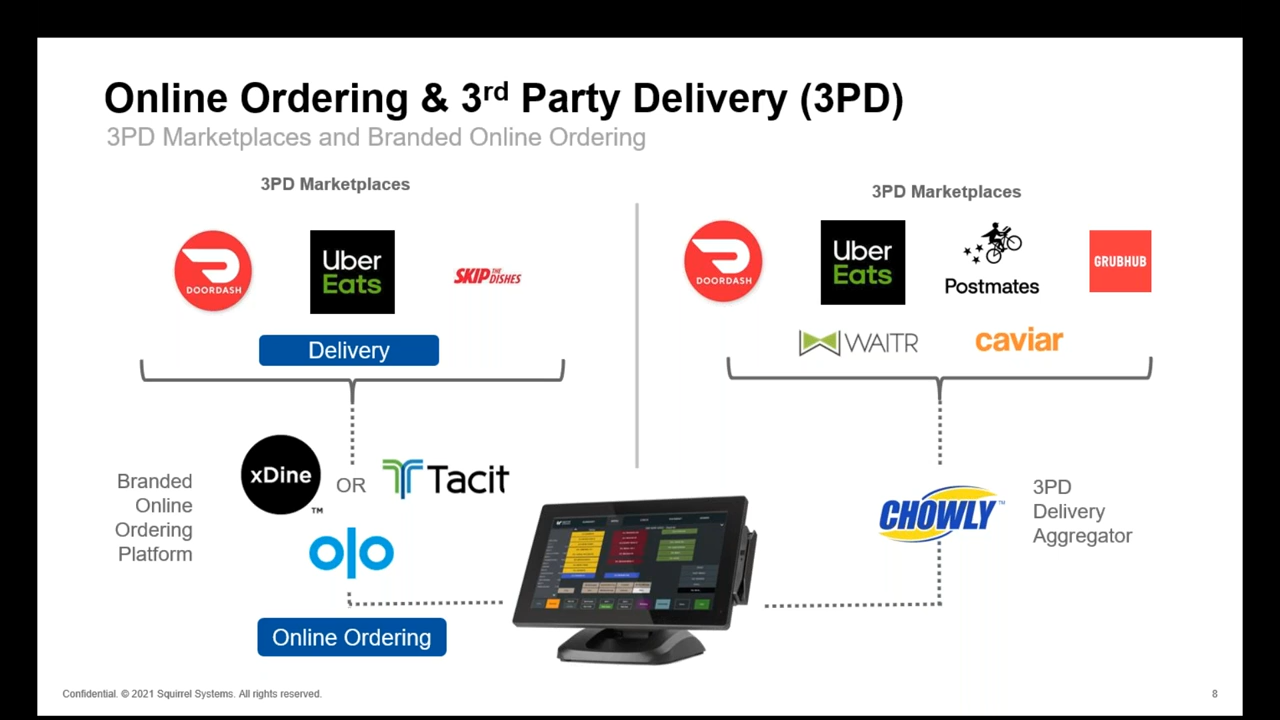 Online Ordering & 3rd Party Delivery (3PD)
3PD Marketplaces and Branded Online Ordering
3PD Marketplaces
DOORDASH
Uber
Eats
SKIP THE DISHES
Delivery
3PD Marketplaces
DOORDASH
Uber
Eats
Postmates
GRUBHUB
WAITR
caviar
Branded
Online
Ordering
Platform
xDine
TM
OR
Tacit
olo
Online Ordering
CHOWLY™
3PD
Delivery
Aggregator
Confidential. © 2021 Squirrel Systems. All rights reserved.
8